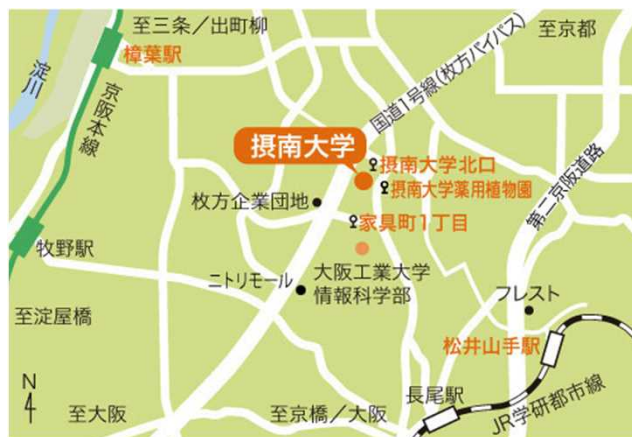 至三条／出町柳
至京都
樟葉駅
淀川
京阪本線
国道1号線(枚方バイパス)
摂南大学
摂南大学北口
摂南大学薬用植物園
第二京阪道路
枚方企業団地
家具町1丁目
牧野駅
ニトリモール
大阪工業大学
情報科学部
フレスト
至淀屋橋
松井山手駅
N
長尾駅
JR学研都市線
至大阪
至京橋／大阪